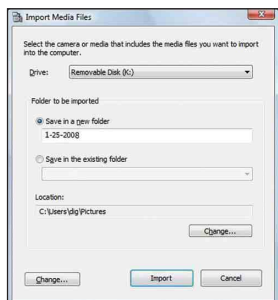 Import Media Files
Select the camera or media that includes the media files you want to import
into the computer.
Drive: Removable Disk (K:)
Folder to be imported
Save in a new folder
1-25-2008
Save in the existing folder
Location:
C:\Users\dig\Pictures
Change...
Change... Import Cancel